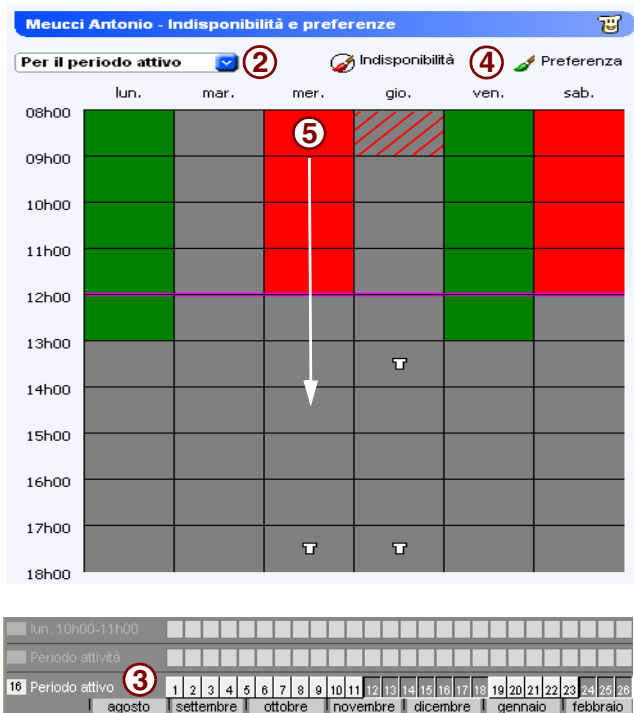 Meucci Antonio - Indisponibilità e preferenze
Per il periodo attivo 2 Indisponibilità 4 Preferenza
lun. mar. mer. gio. ven. sab.
08h00
5
09h00
10h00
11h00
12h00
13h00
14h00
15h00
16h00
17h00
18h00
lun. 10h00-11h00
Periodo attività
16 Periodo attivo 3 1 2 3 4 5 6 7 8 9 10 11 12 13 14 15 16 17 18 19 20 21 22 23 24 25 26
agosto settembre ottobre novembre dicembre gennaio febbraio